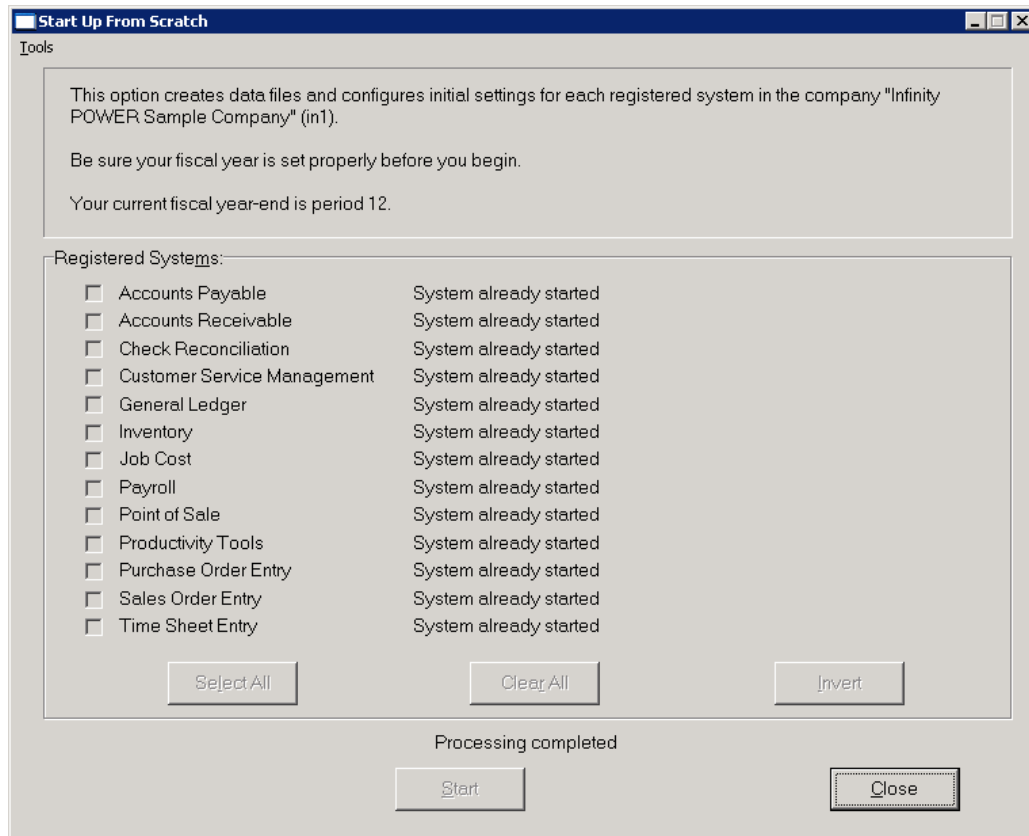 Start Up From Scratch
Tools
This option creates data files and configures initial settings for each registered system in the company "Infinity
POWER Sample Company" (in1).
Be sure your fiscal year is set properly before you begin.
Your current fiscal year-end is period 12.
Registered Systems:
Accounts Payable System already started
Accounts Receivable System already started
Check Reconciliation System already started
Customer Service Management System already started
General Ledger System already started
Inventory System already started
Job Cost System already started
Payroll System already started
Point of Sale System already started
Productivity Tools System already started
Purchase Order Entry System already started
Sales Order Entry System already started
Time Sheet Entry System already started
Select All Clear All Invert
Processing completed
Start Close